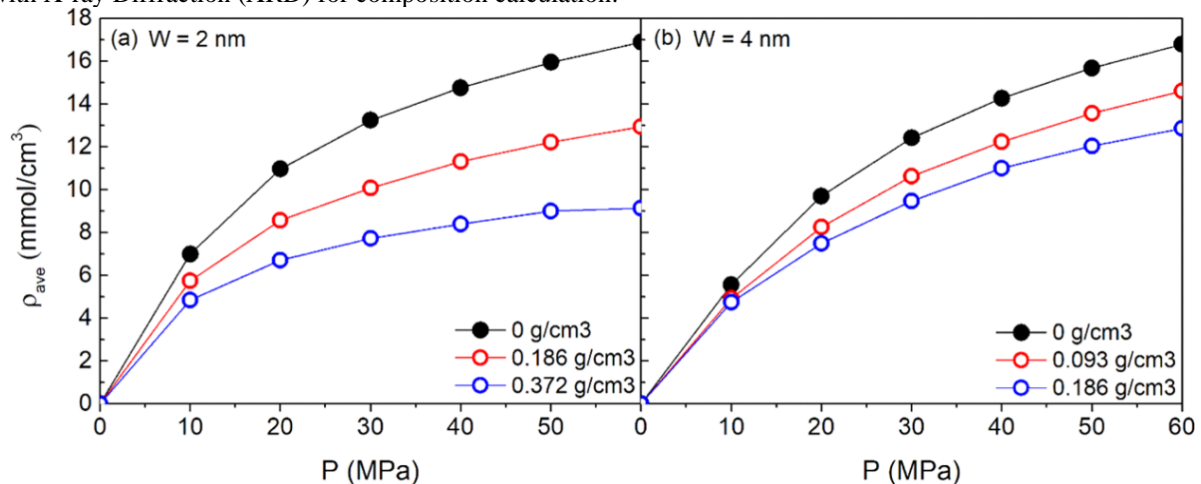 with X-ray Diffraction (XRD) for composition calculation.
(a) W = 2 nm
(b) W = 4 nm
18
16
14
12
10
8
6
4
2
0
ρave (mmol/cm3)
0 g/cm3
0.186 g/cm3
0.372 g/cm3
0 g/cm3
0.093 g/cm3
0.186 g/cm3
0 10 20 30 40 50 0 10 20 30 40 50 60
P (MPa) P (MPa)